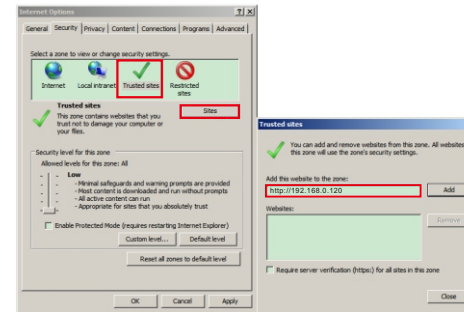 Internet Options
? X
General Security Privacy Content Connections Programs Advanced
Select a zone to view or change security settings.
Internet Local intranet Trusted sites Restricted sites
Trusted sites
Sites
This zone contains websites that you
trust not to damage your computer or
your files.
Security level for this zone
Allowed levels for this zone: All
Low
- Minimal safeguards and warning prompts are provided
- Most content is downloaded and run without prompts
- All active content can run
- Appropriate for sites that you absolutely trust
Enable Protected Mode (requires restarting Internet Explorer)
Custom level... Default level
Reset all zones to default level
OK Cancel Apply
Trusted sites
You can add and remove websites from this zone. All websites
this zone will use the zone's security settings.
Add this website to the zone:
http://192.168.0.120 Add
Websites:
Remove
Require server verification (https:) for all sites in this zone
Close